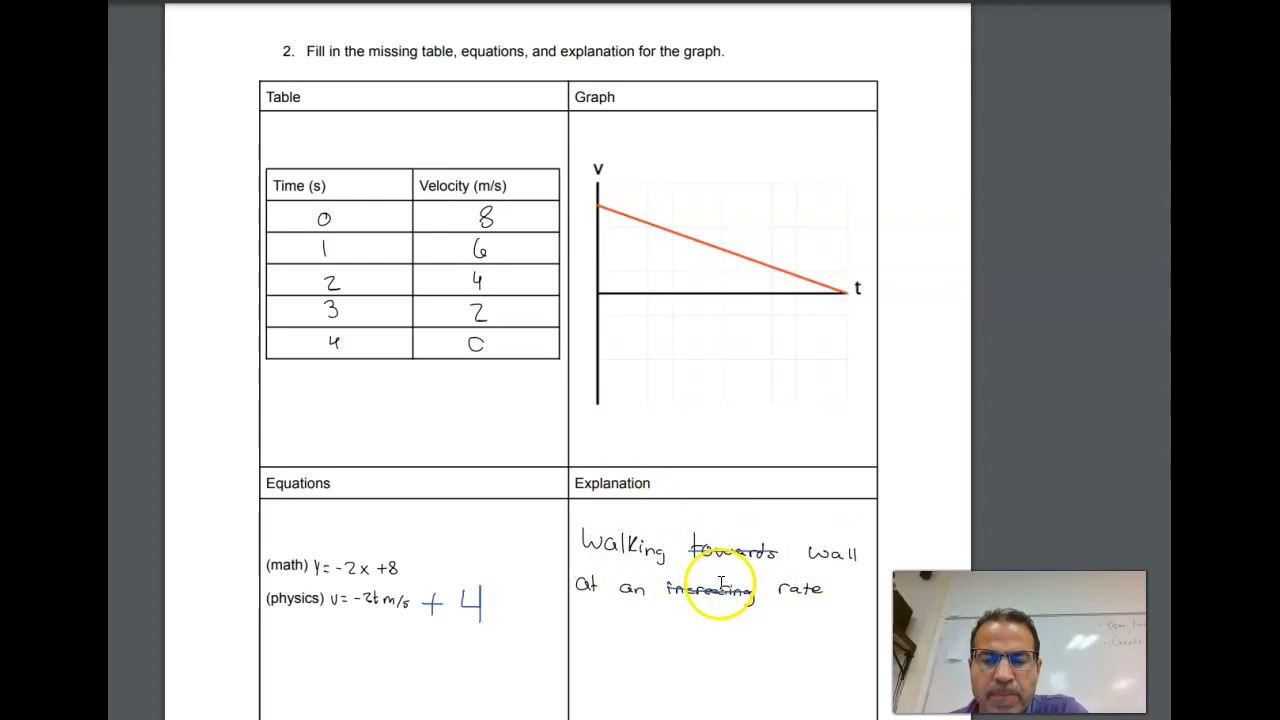 2. Fill in the missing table, equations, and explanation for the graph.
Table
Graph
Time (s) Velocity (m/s)
0 8
1 6
2 4
3 2
4 0
v
t
Equations
Explanation
(math) y = -2x +8
(physics) v = -2t m/s + 4
Walking towards wall
at an increasing rate
Create